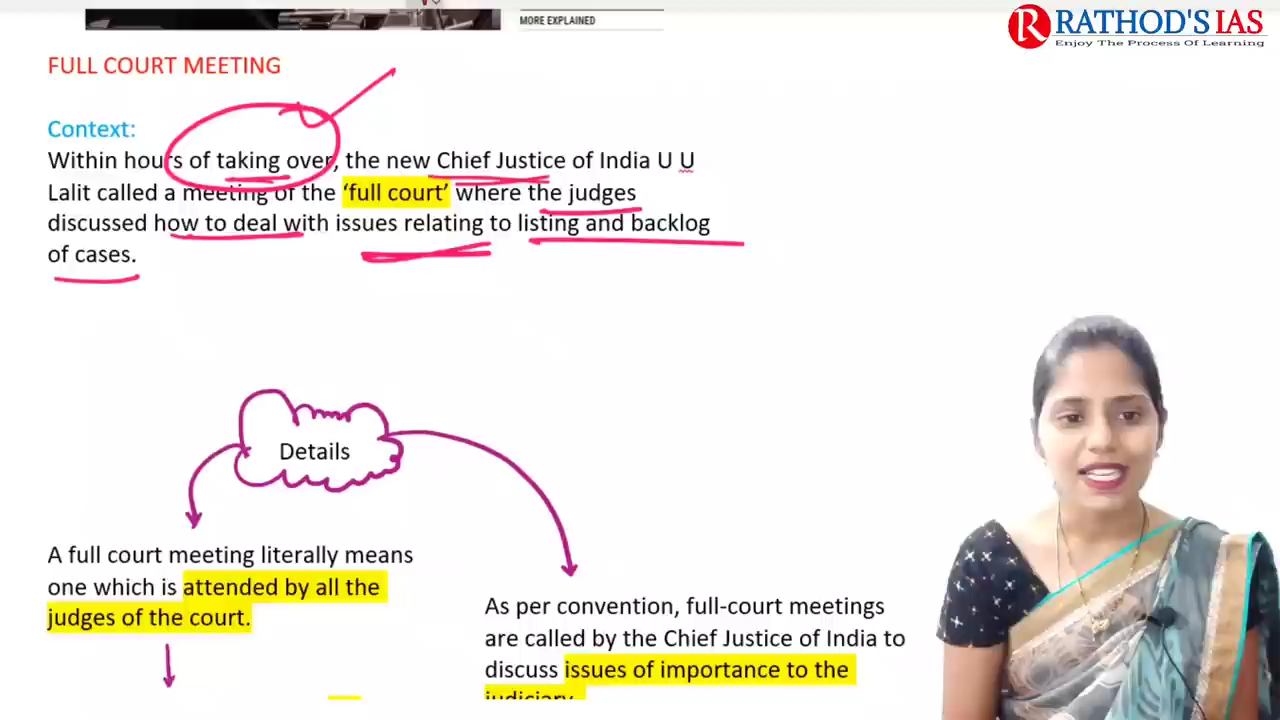 MORE EXPLAINED
RATHOD'S IAS
Enjoy The Process Of Learning
FULL COURT MEETING
Context:
Within hours of taking over, the new Chief Justice of India U U
Lalit called a meeting of the ‘full court’ where the judges
discussed how to deal with issues relating to listing and backlog
of cases.
Details
A full court meeting literally means
one which is attended by all the
judges of the court.
As per convention, full-court meetings
are called by the Chief Justice of India to
discuss issues of importance to the
judiciary.